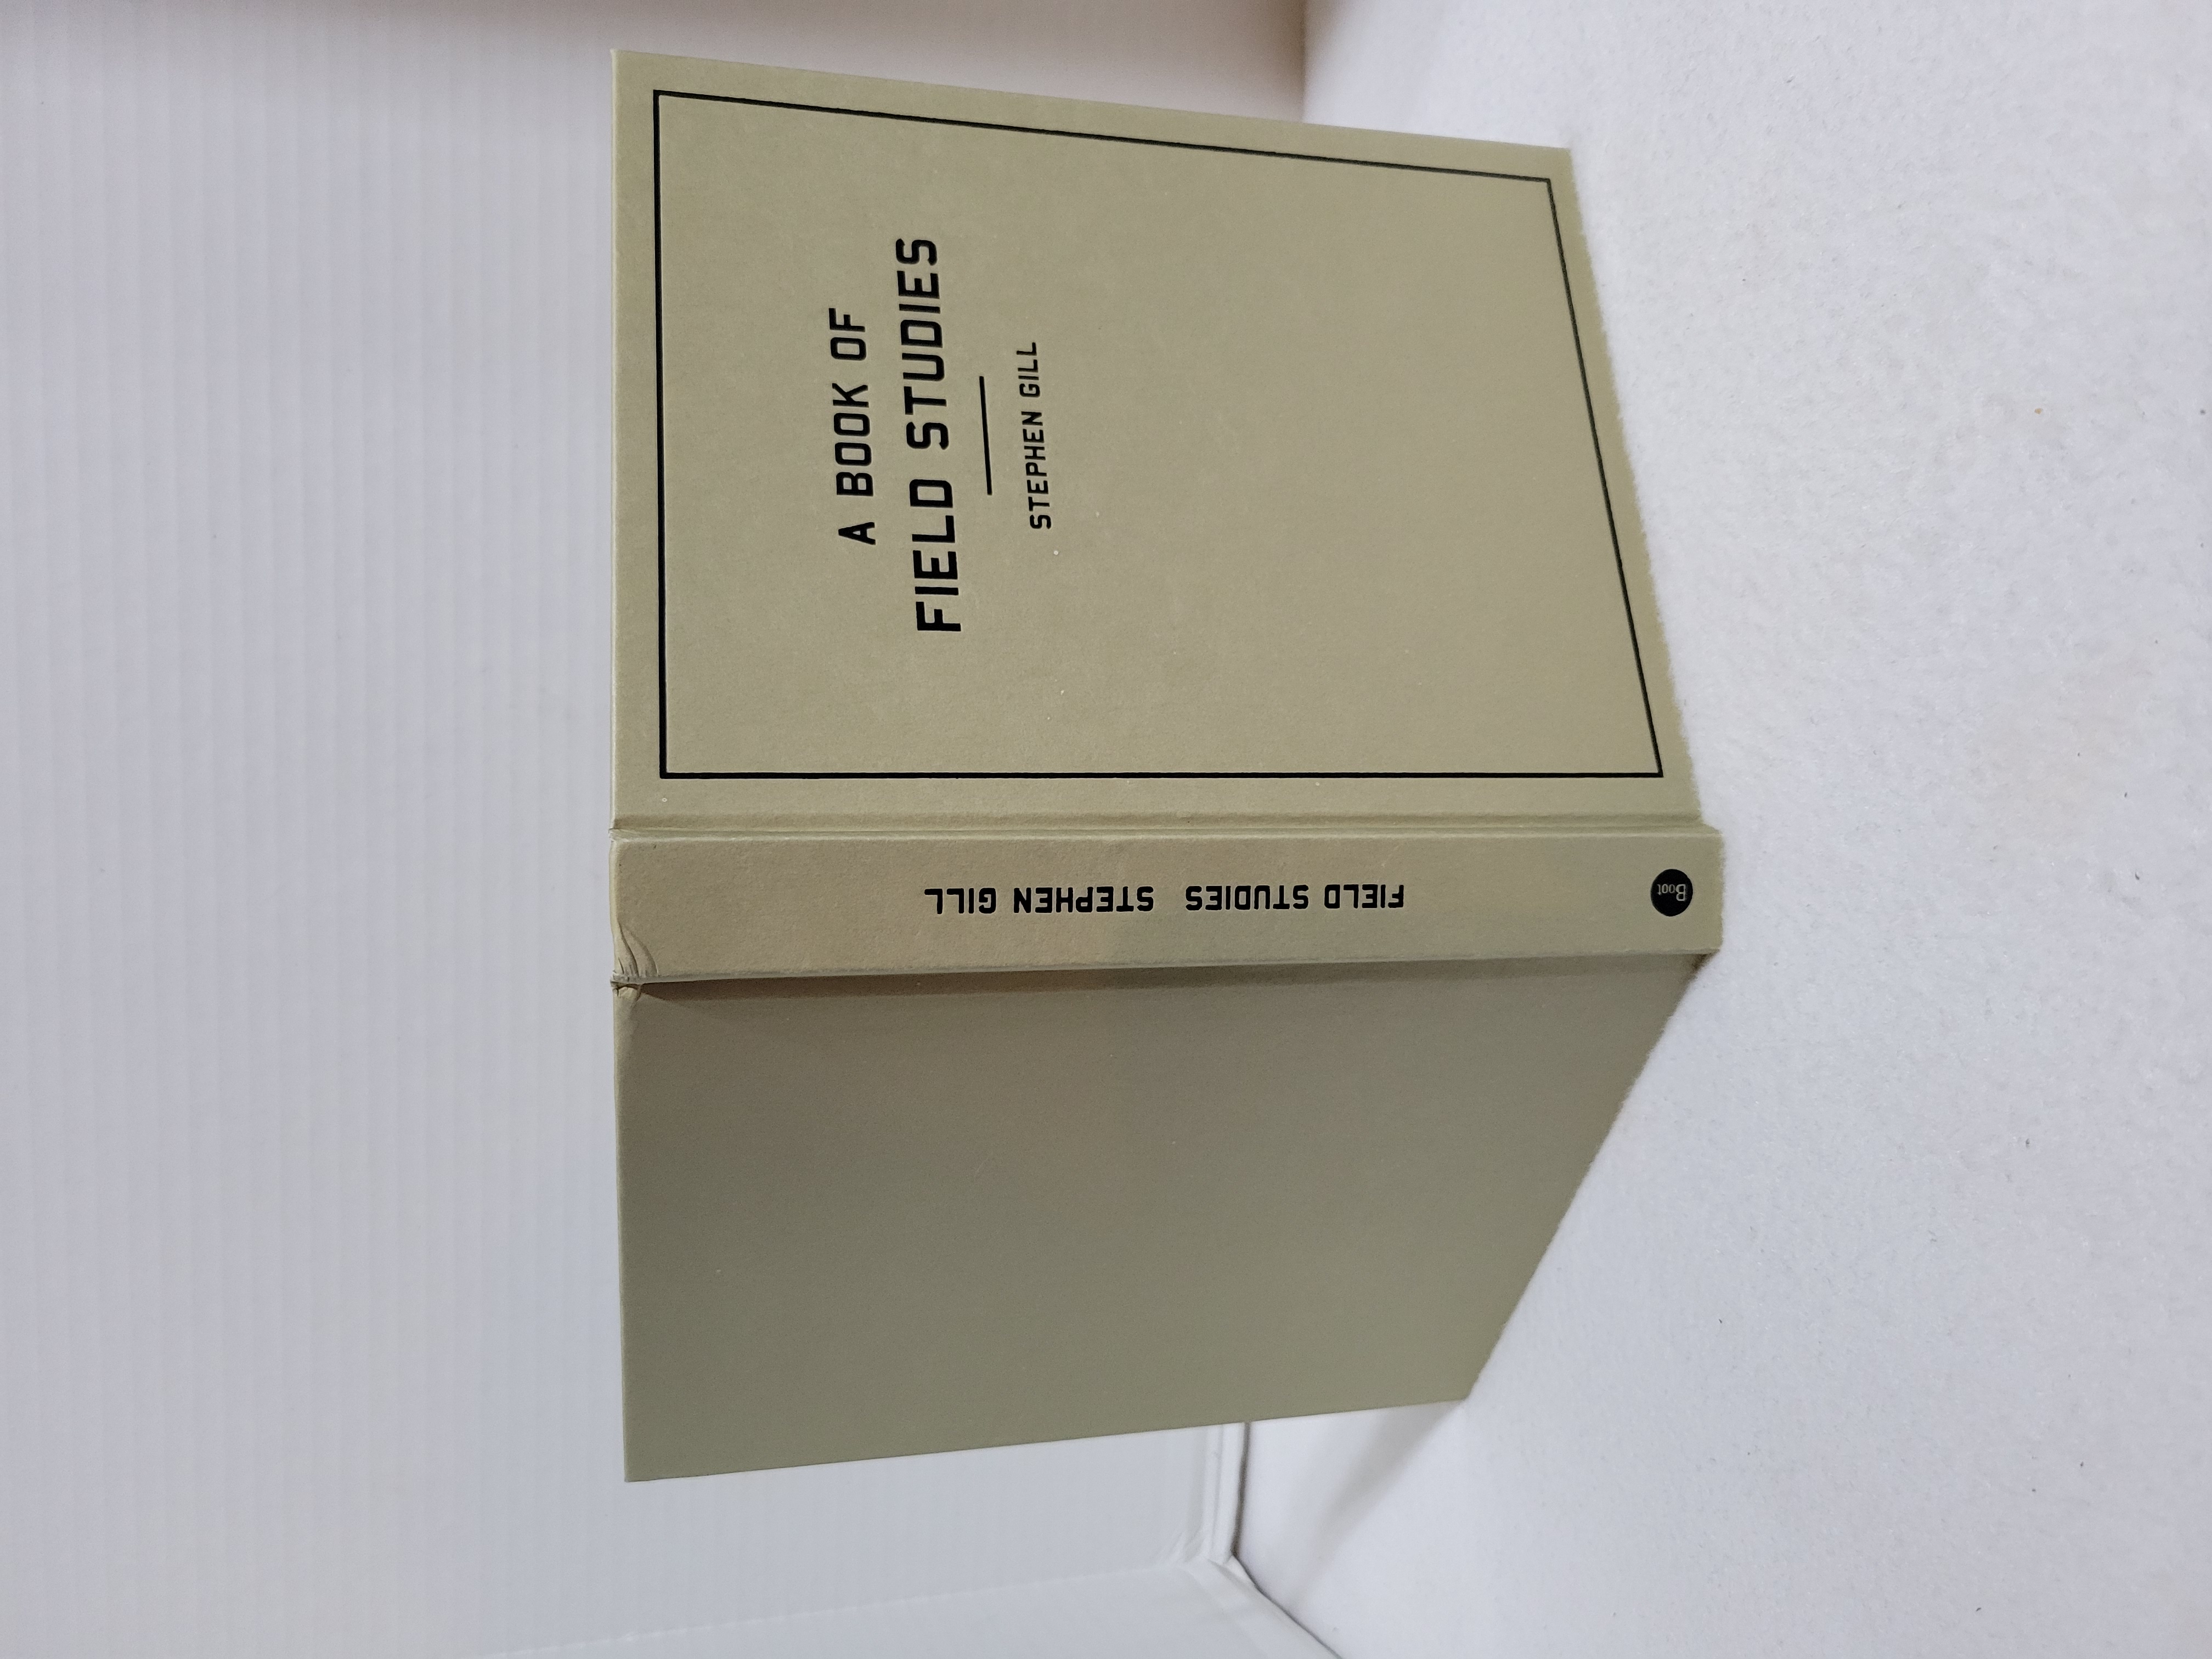 A BOOK OF
FIELD STUDIES
STEPHEN GILL
FIELD STUDIES STEPHEN GILL
Boot